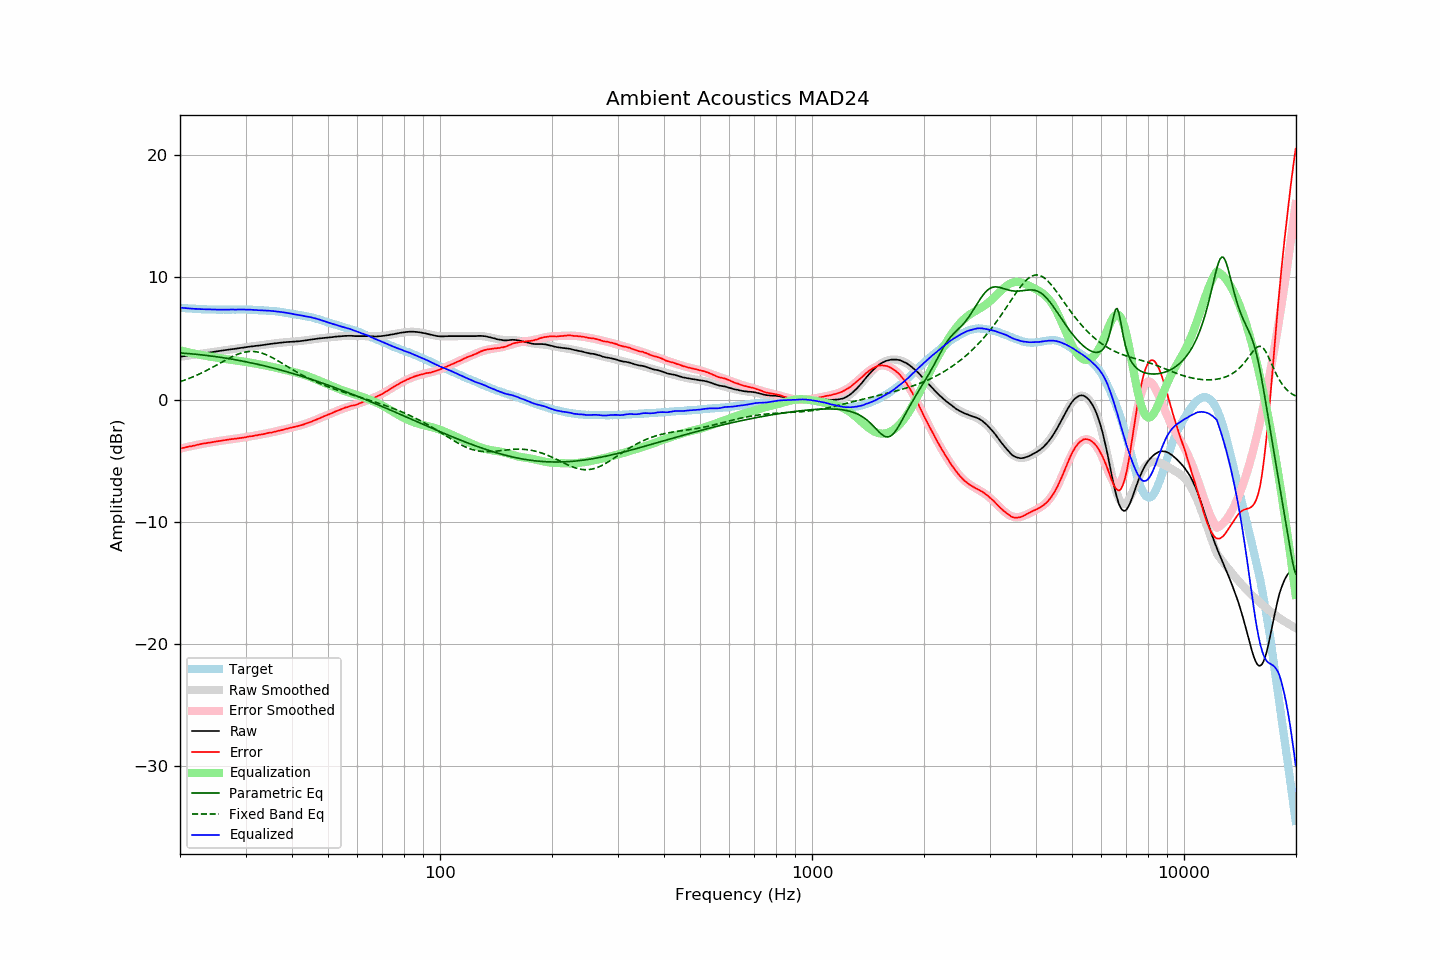 Ambient Acoustics MAD24
20
10
0
−10
−20
−30
Amplitude (dBr)
Target
Raw Smoothed
Error Smoothed
Raw
Error
Equalization
Parametric Eq
Fixed Band Eq
Equalized
100
1000
10000
Frequency (Hz)